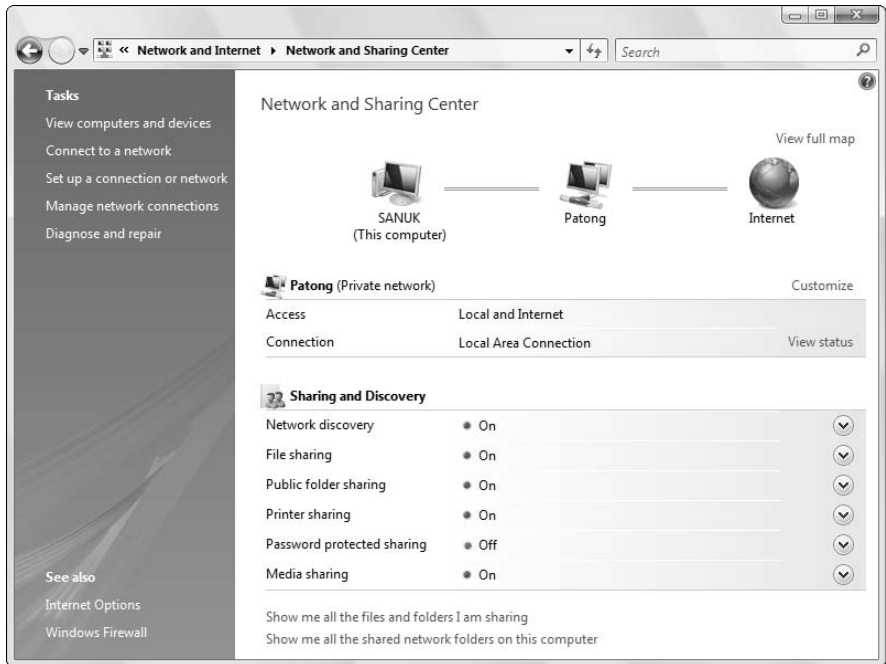 « Network and Internet ▸ Network and Sharing Center
Search
Tasks
View computers and devices
Connect to a network
Set up a connection or network
Manage network connections
Diagnose and repair
See also
Internet Options
Windows Firewall
Network and Sharing Center
View full map
SANUK
(This computer)
Patong
Internet
Patong (Private network)
Customize
Access Local and Internet
Connection Local Area Connection View status
Sharing and Discovery
Network discovery On
File sharing On
Public folder sharing On
Printer sharing On
Password protected sharing Off
Media sharing On
Show me all the files and folders I am sharing
Show me all the shared network folders on this computer